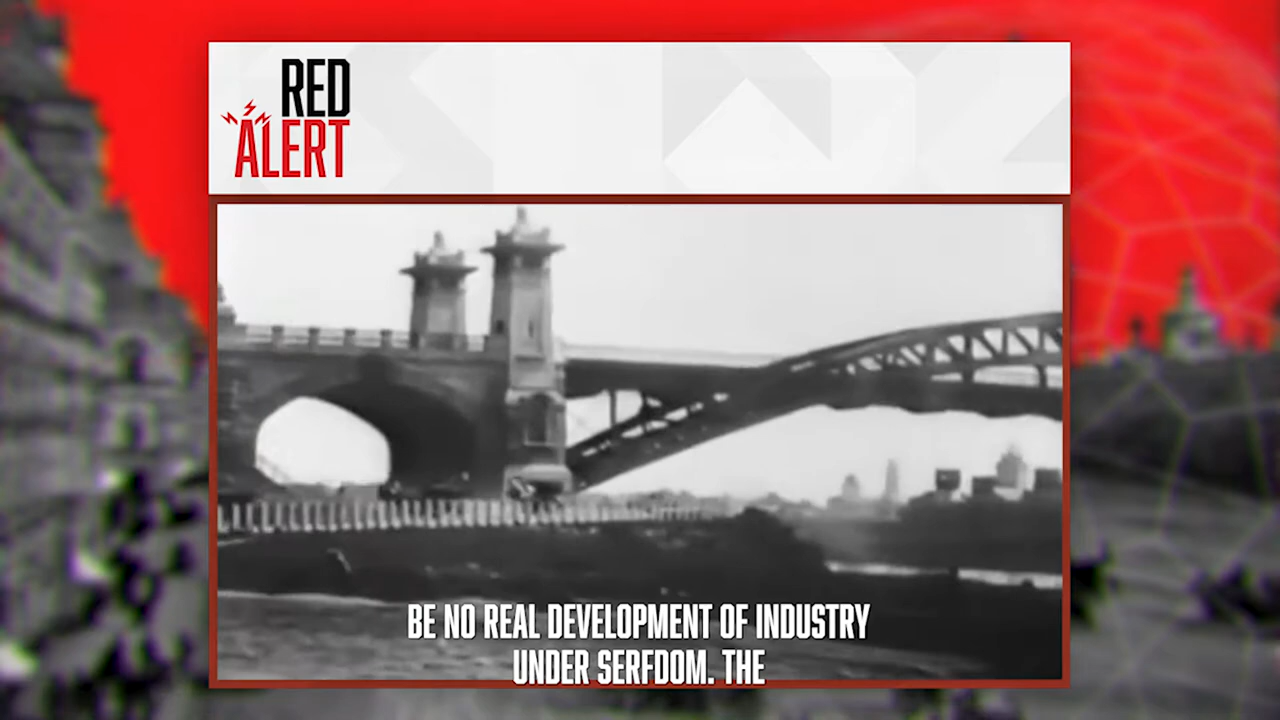 RED
ALERT
BE NO REAL DEVELOPMENT OF INDUSTRY
UNDER SERFDOM. THE